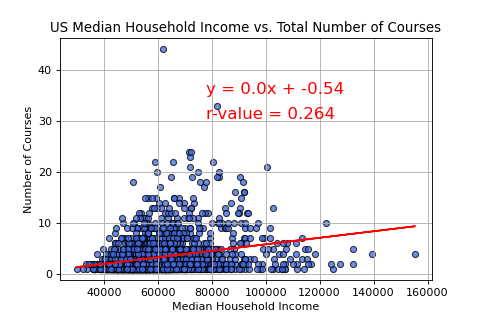 US Median Household Income vs. Total Number of Courses
40
y = 0.0x + -0.54
r-value = 0.264
30
20
10
0
Number of Courses
40000 60000 80000 100000 120000 140000 160000
Median Household Income